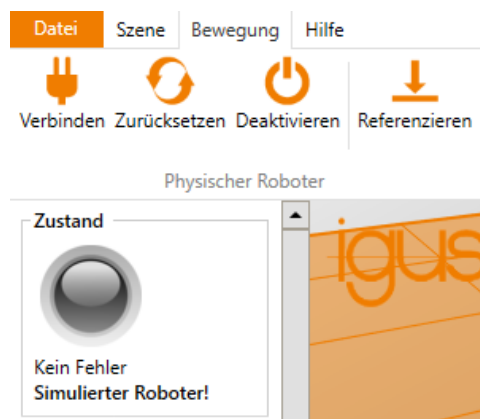 Datei Szene Bewegung Hilfe
Verbinden Zurücksetzen Deaktivieren Referenzieren
Physischer Roboter
Zustand
igus
Kein Fehler
Simulierter Roboter!